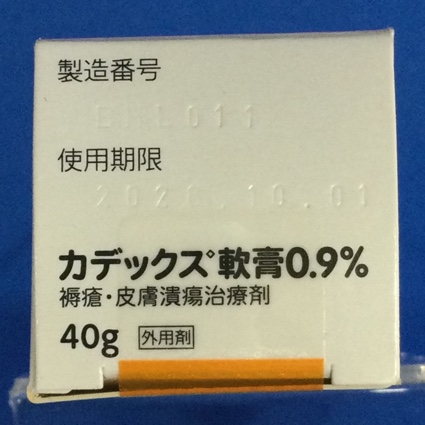 製造番号
使用期限
カデックス®軟膏0.9%
褥瘡・皮膚潰瘍治療剤
40g 外用剤